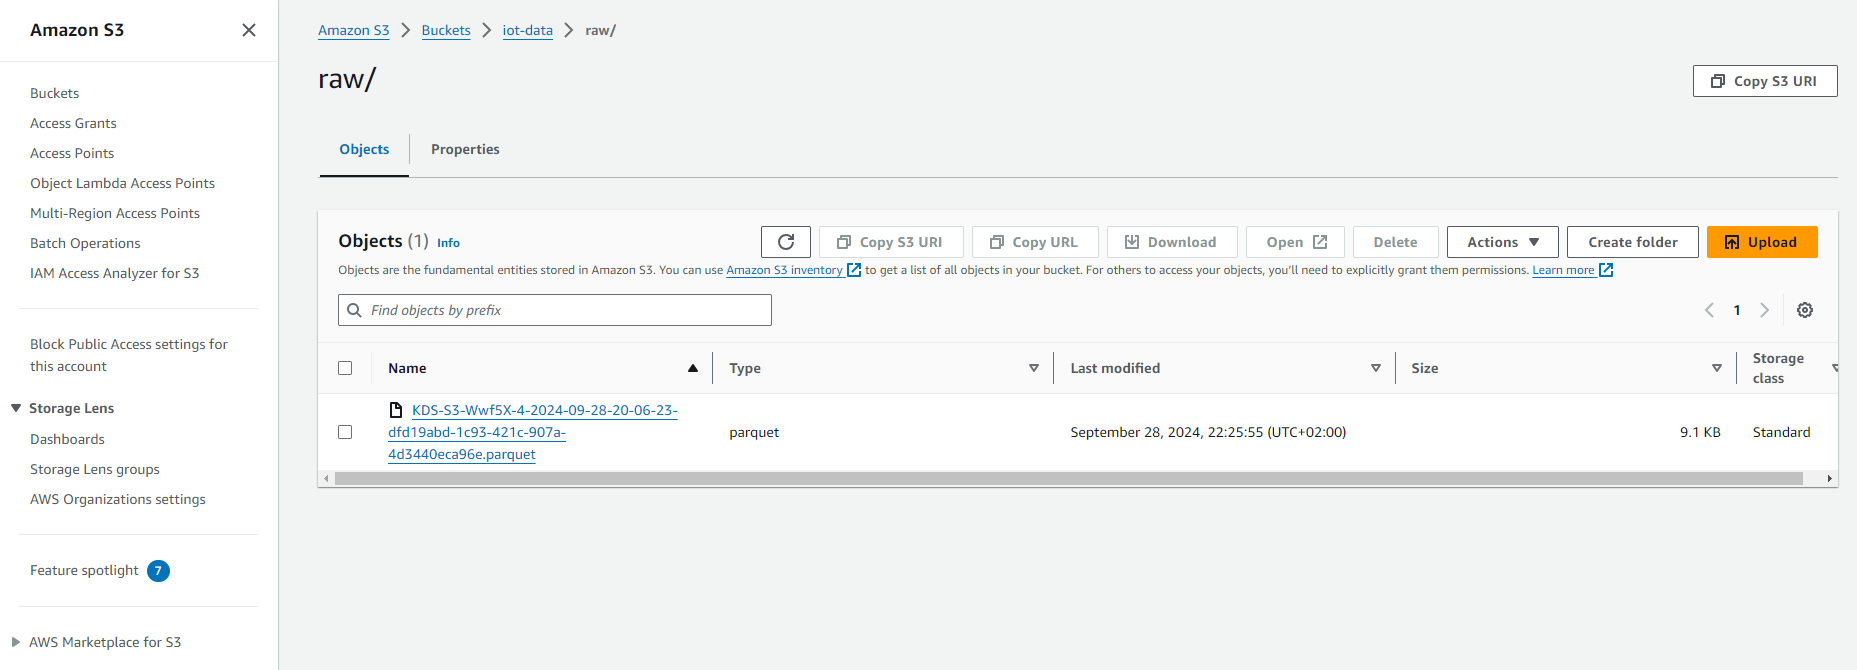 Amazon S3
Buckets
Access Grants
Access Points
Object Lambda Access Points
Multi-Region Access Points
Batch Operations
IAM Access Analyzer for S3
Block Public Access settings for
this account
Storage Lens
Dashboards
Storage Lens groups
AWS Organizations settings
Feature spotlight 7
AWS Marketplace for S3
Amazon S3 > Buckets > iot-data > raw/
raw/
Copy S3 URI
Objects Properties
Objects (1) Info
Copy S3 URI Copy URL Download Open Delete Actions Create folder Upload
Objects are the fundamental entities stored in Amazon S3. You can use Amazon S3 inventory to get a list of all objects in your bucket. For others to access your objects, you'll need to explicitly grant them permissions. Learn more
Find objects by prefix
1
Name Type Last modified Size Storage
class
KDS-S3-Wwf5X-4-2024-09-28-20-06-23-
dfd19abd-1c93-421c-907a-
4d3440eca96e.parquet
parquet September 28, 2024, 22:25:55 (UTC+02:00) 9.1 KB Standard